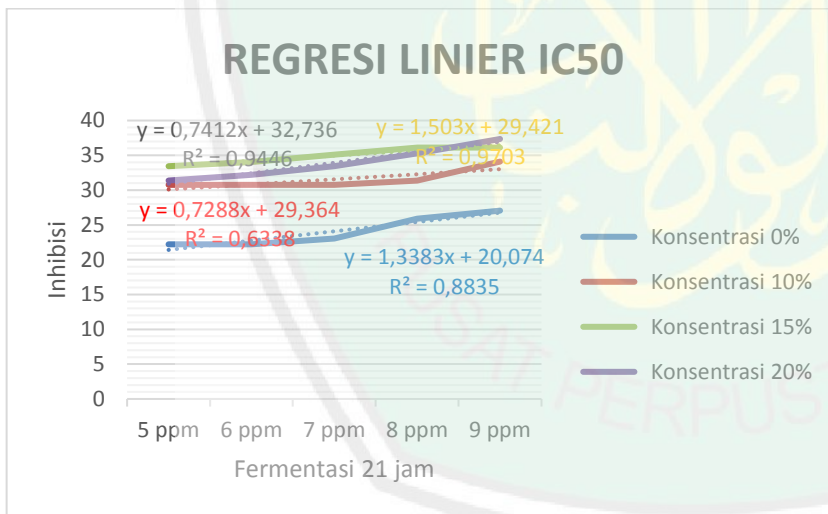 REGRESI LINIER IC50
y = 0,7412x + 32,736
R² = 0,9446
y = 1,503x + 29,421
R² = 0,9703
y = 0,7288x + 29,364
R² = 0,6338
y = 1,3383x + 20,074
R² = 0,8835
40
35
30
25
20
15
10
5
0
Inhibisi
5 ppm 6 ppm 7 ppm 8 ppm 9 ppm
Fermentasi 21 jam
Konsentrasi 0%
Konsentrasi 10%
Konsentrasi 15%
Konsentrasi 20%